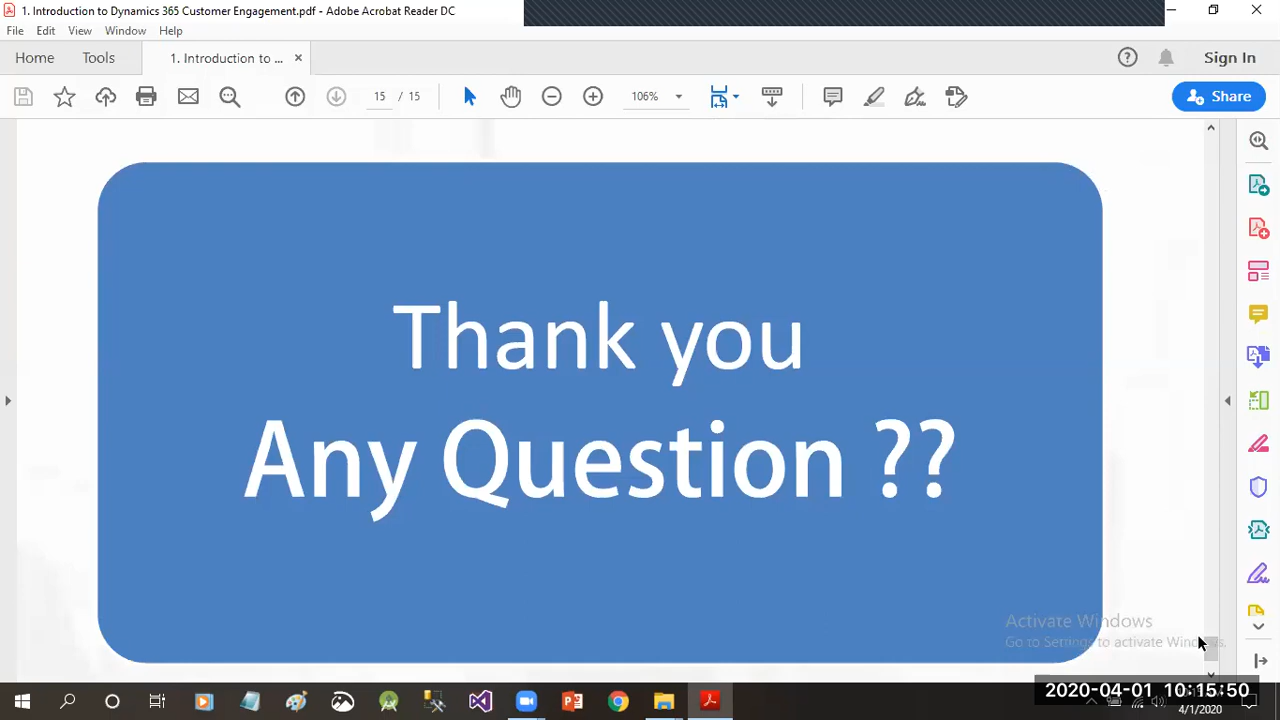 1. Introduction to Dynamics 365 Customer Engagement.pdf - Adobe Acrobat Reader DC
File Edit View Window Help
Home Tools 1. Introduction to ... Sign In
15 / 15 106% Share
Thank you
Any Question ??
Activate Windows
Go to Settings to activate Windows.
2020-04-01 10:15:50
4/1/2020